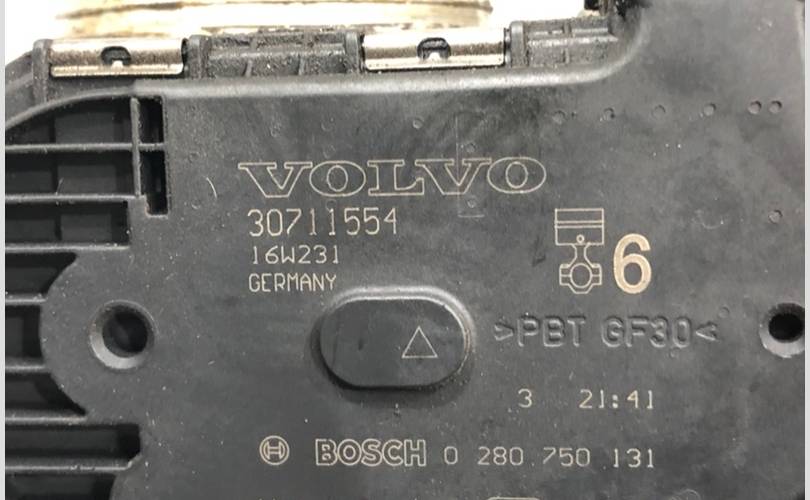 VOLVO
30711554
16W231
GERMANY
6
>PBT GF30<
3 21:41
BOSCH 0 280 750 131